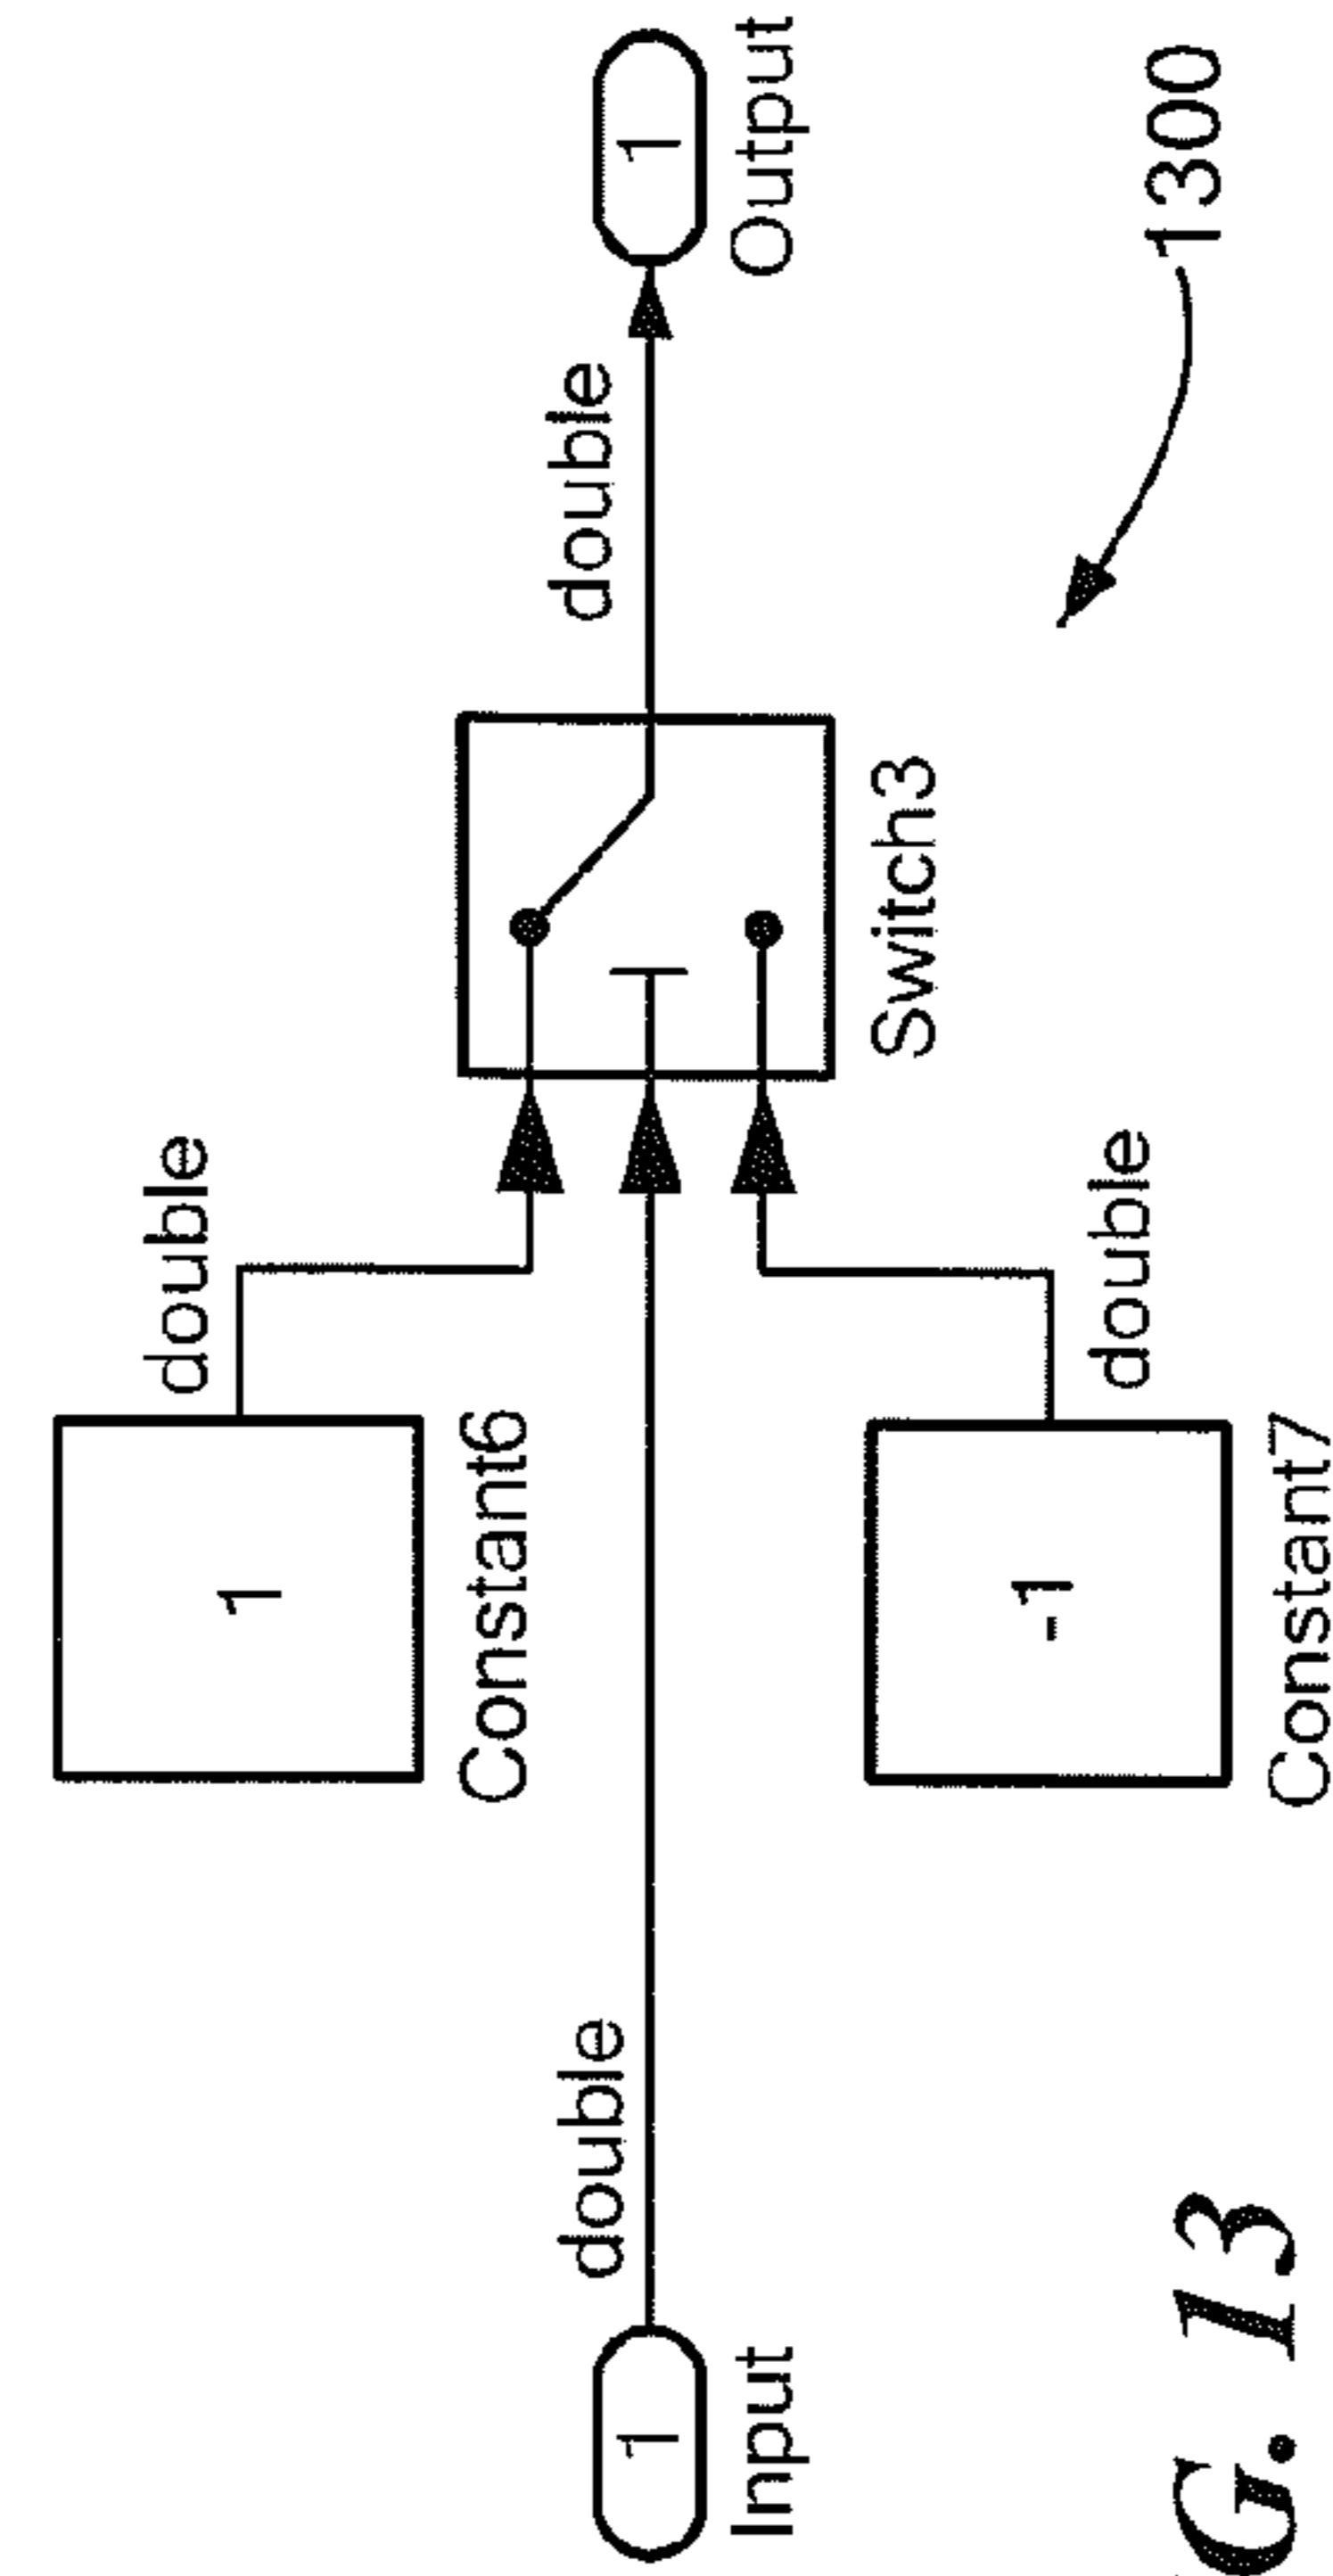 double
1
Constant6
double
double
1
1
Input
Output
Switch3
-1
double
Constant7
1300
G. 13